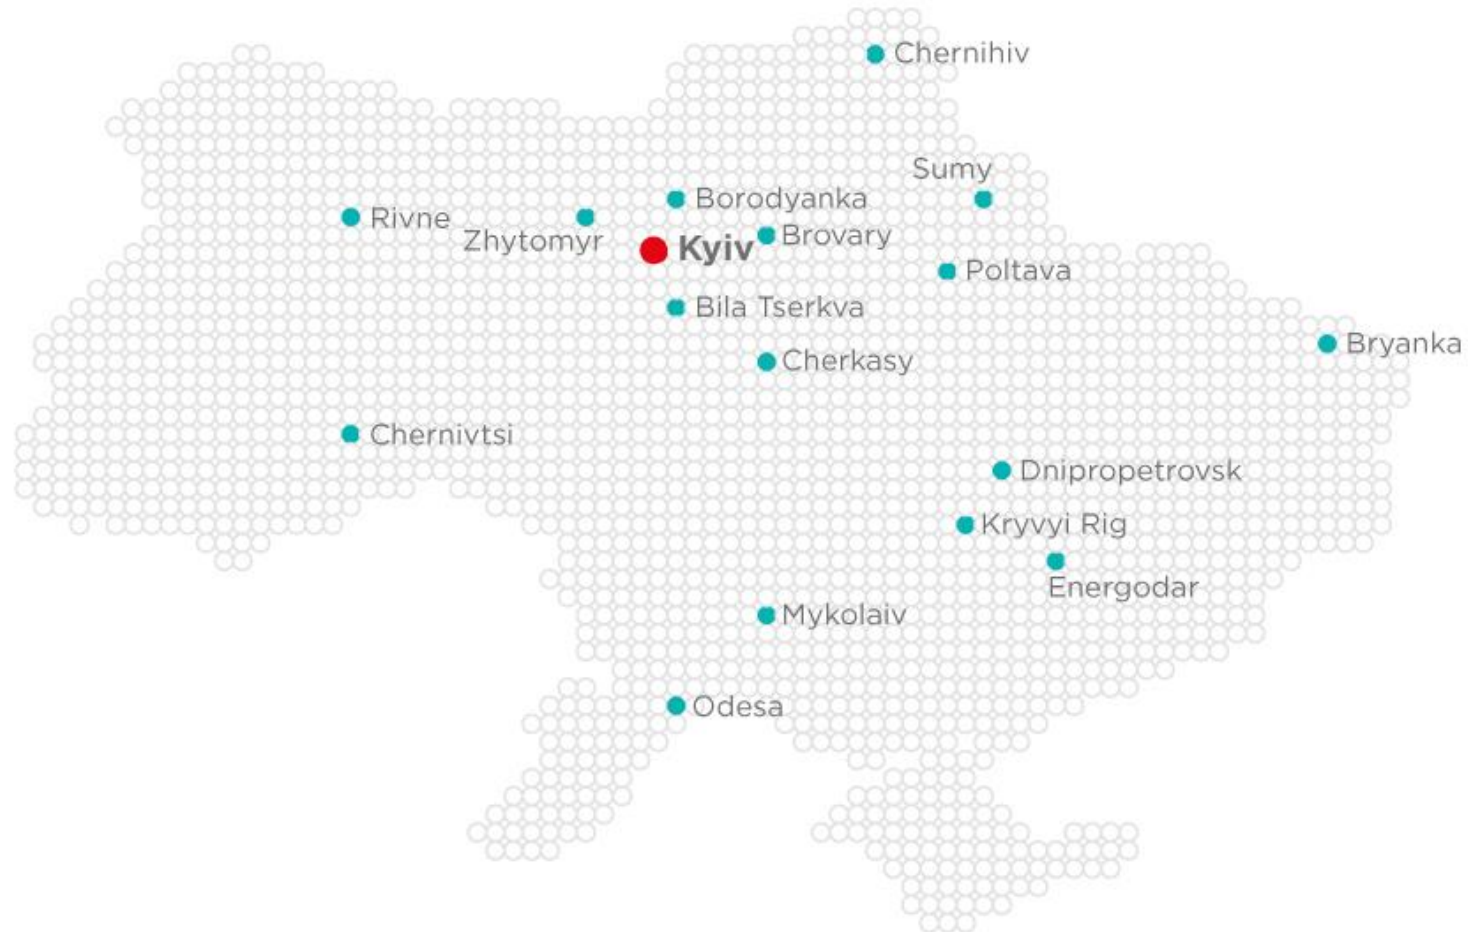 Chernihiv
Sumy
Borodyanka
Rivne
Zhytomyr
Brovary
Kyiv
Poltava
Bila Tserkva
Bryanka
Cherkasy
Chernivtsi
Dnipropetrovsk
Kryvyi Rig
Energodar
Mykolaiv
Odesa